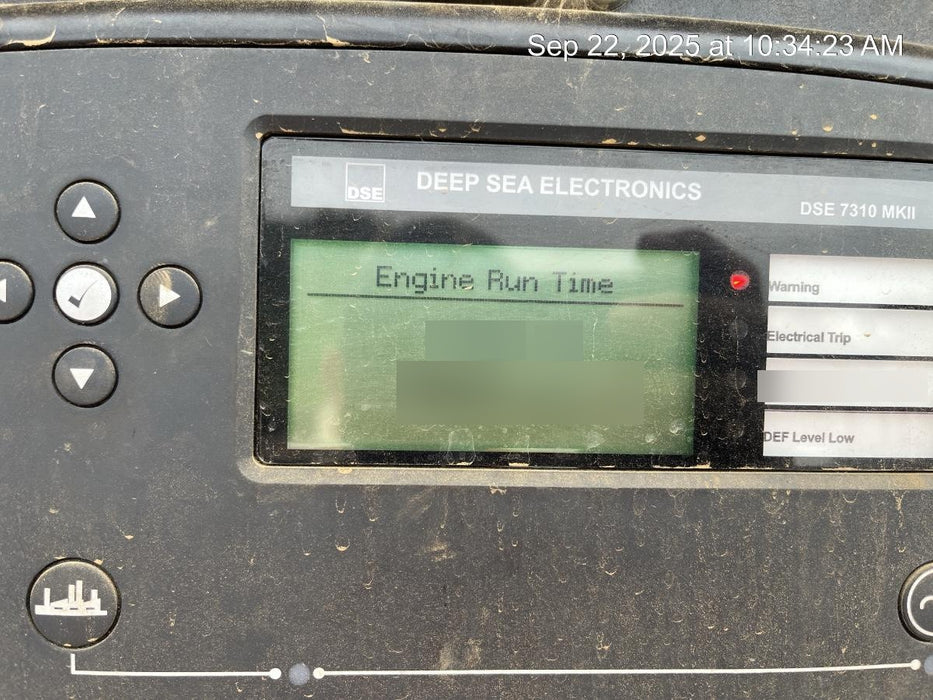 Sep 22, 2025 at 10:34:23 AM
DSE
DEEP SEA ELECTRONICS
DSE 7310 MKII
Engine Run Time
Warning
Electrical Trip
DEF Level Low